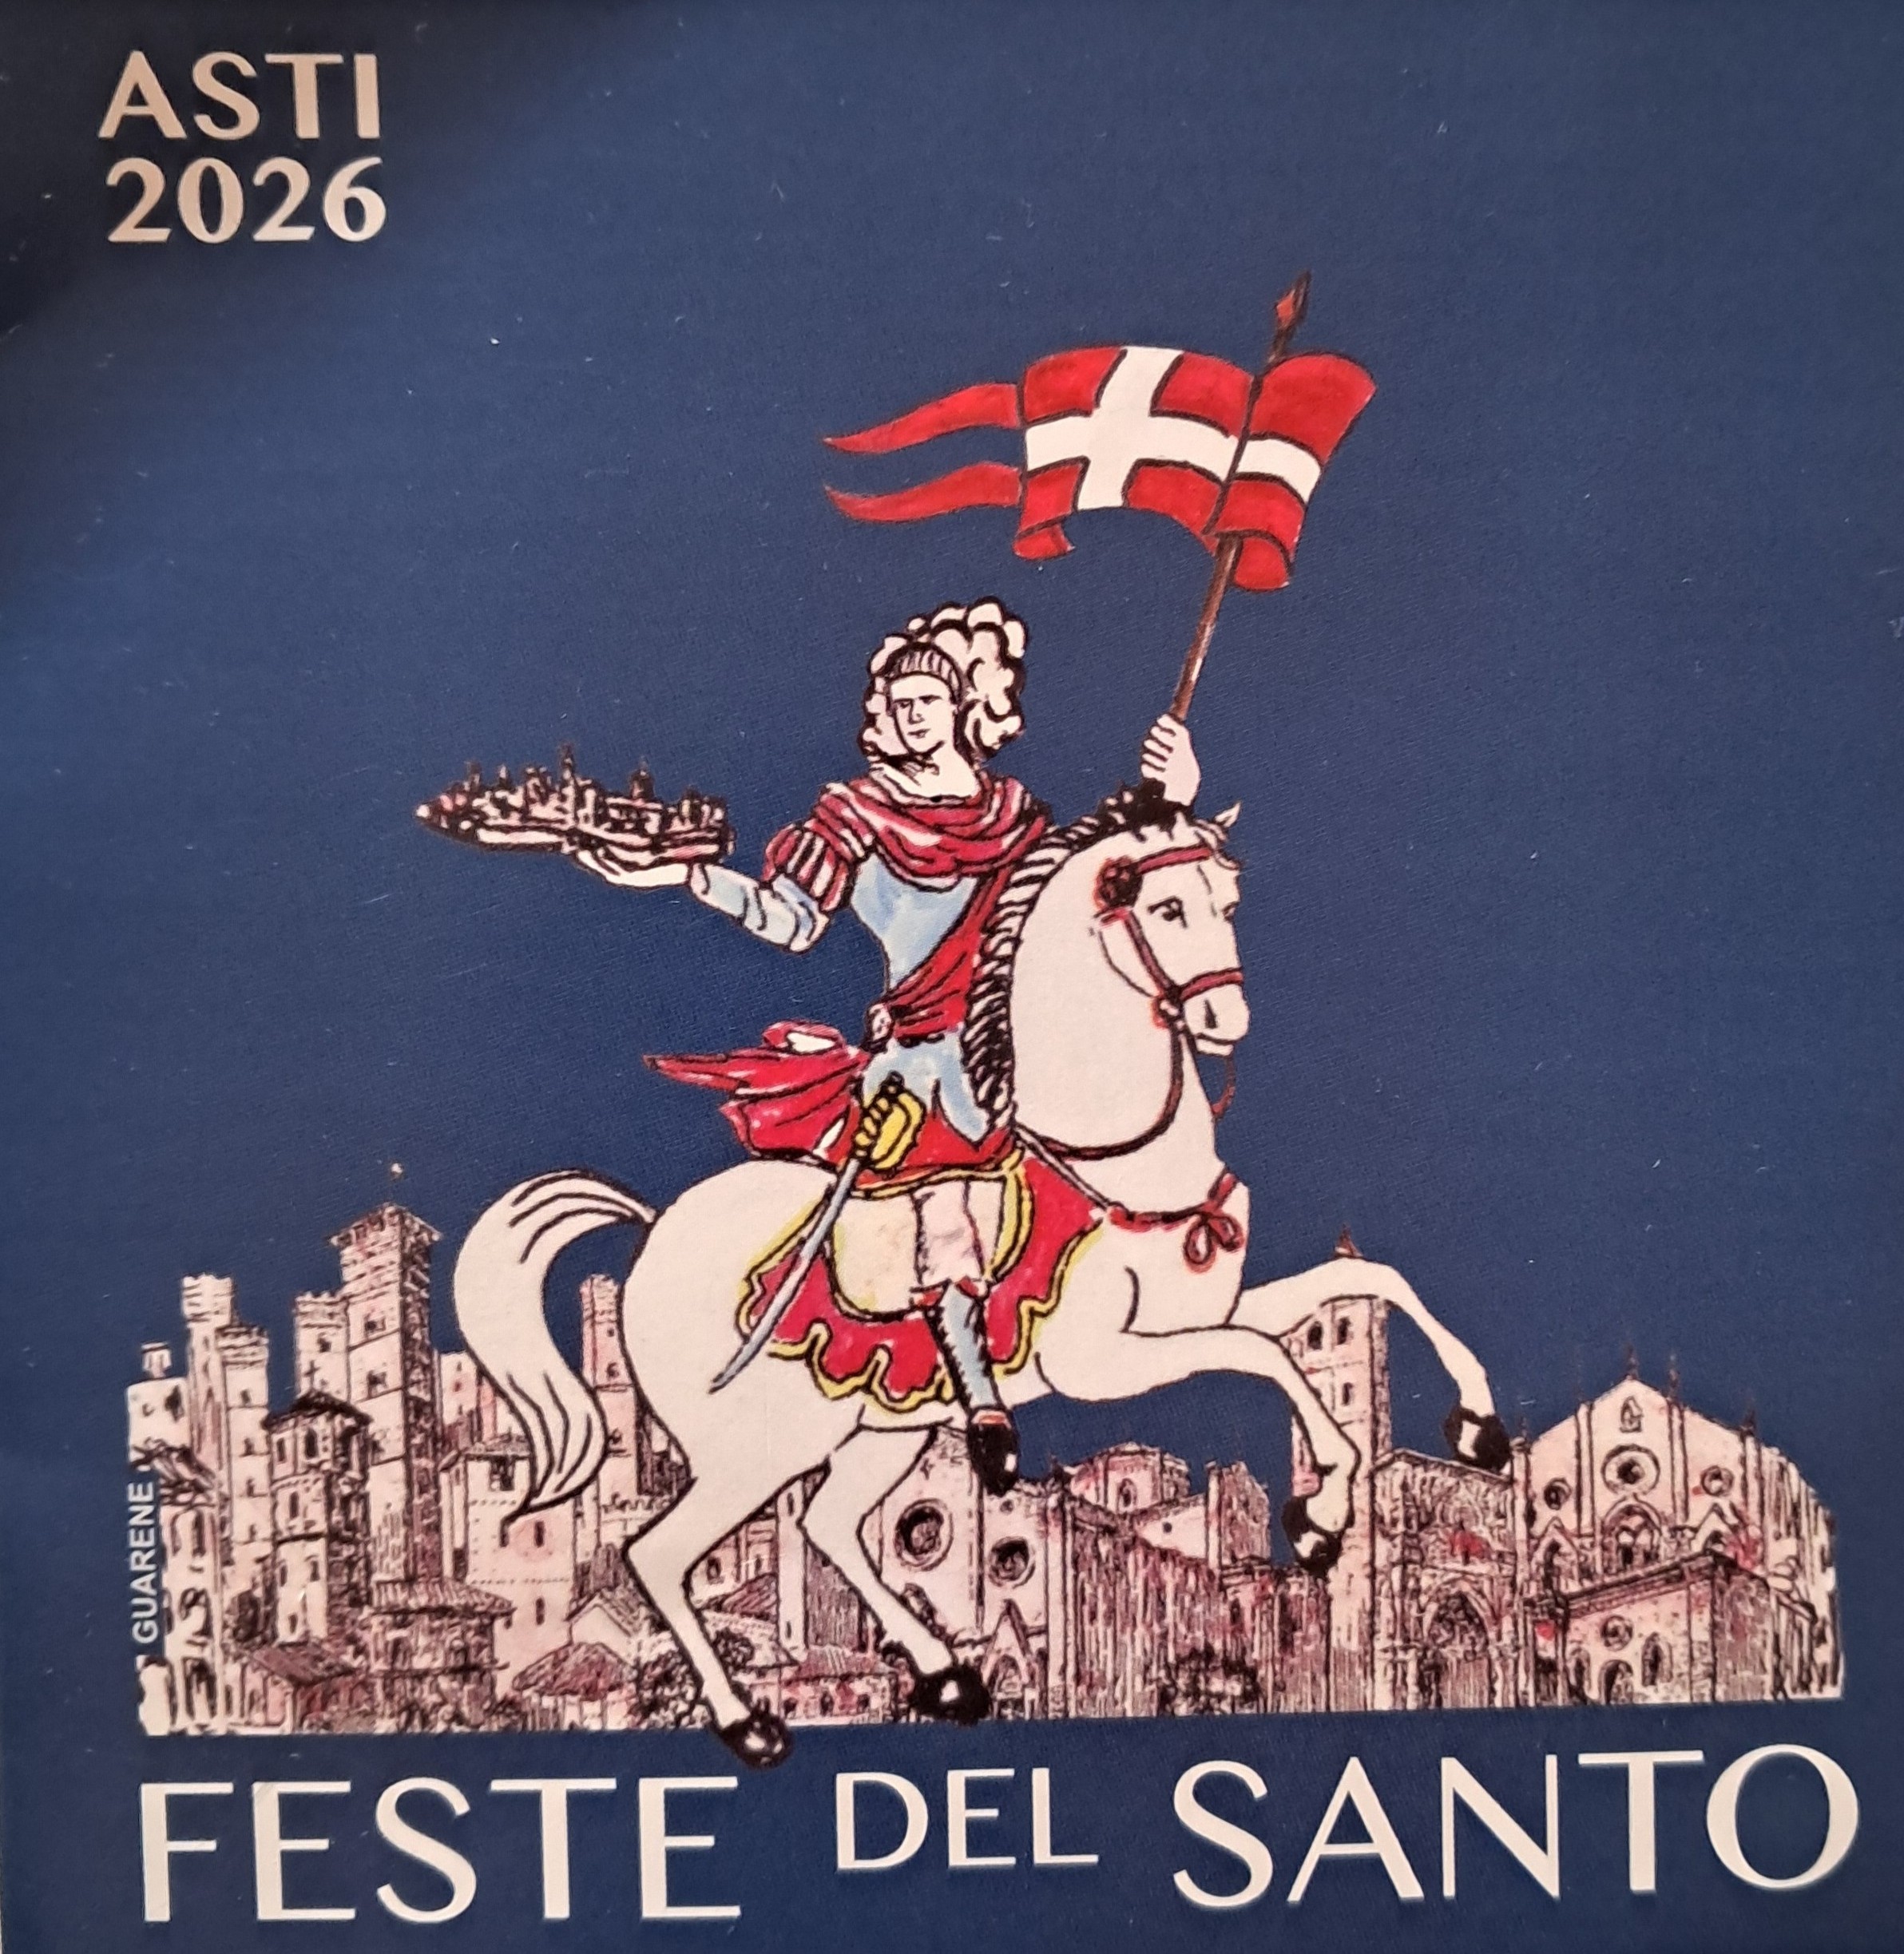 ASTI
2026
GUARENE
FESTE DEL SANTO